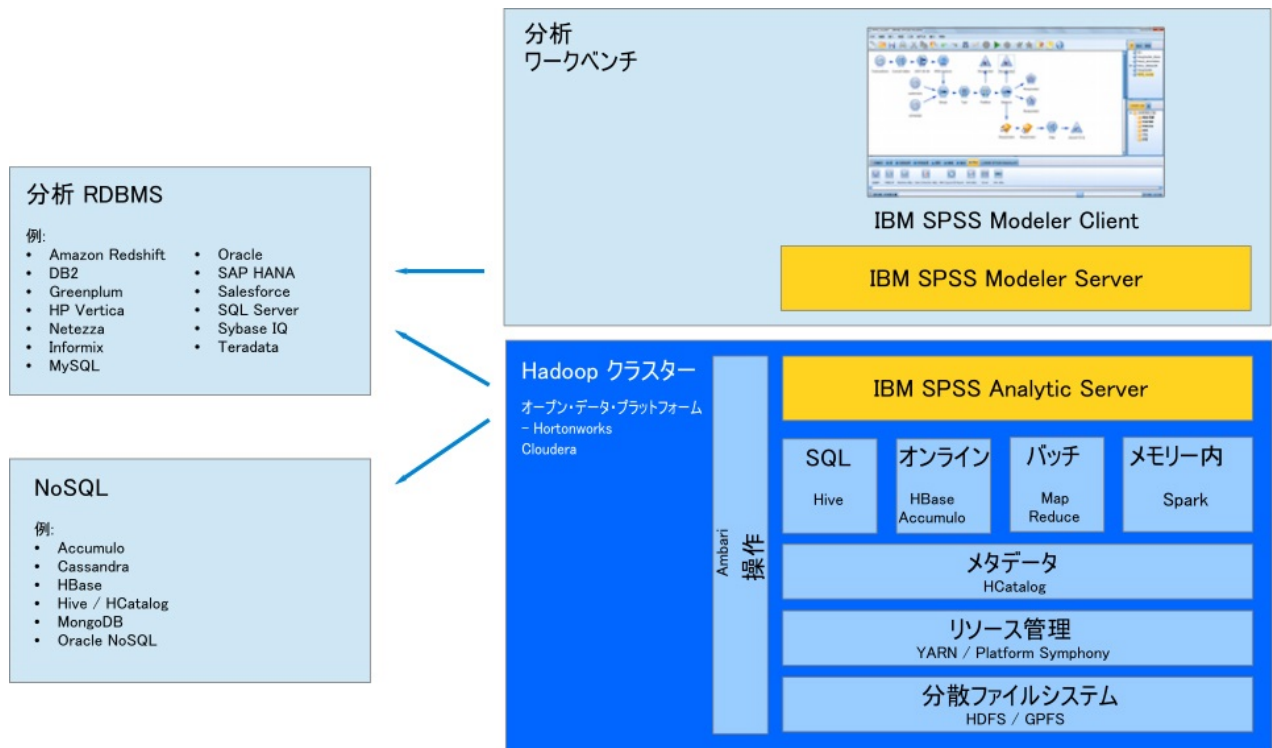 分析
ワークベンチ
IBM SPSS Modeler Client
IBM SPSS Modeler Server
分析 RDBMS
例:
• Amazon Redshift
• DB2
• Greenplum
• HP Vertica
• Netezza
• Informix
• MySQL
• Oracle
• SAP HANA
• Salesforce
• SQL Server
• Sybase IQ
• Teradata
NoSQL
例:
• Accumulo
• Cassandra
• HBase
• Hive / HCatalog
• MongoDB
• Oracle NoSQL
Hadoop クラスター
オープン・データ・プラットフォーム
- Hortonworks
Cloudera
Ambari
操作
IBM SPSS Analytic Server
SQL
Hive
オンライン
HBase
Accumulo
バッチ
Map
Reduce
メモリー内
Spark
メタデータ
HCatalog
リソース管理
YARN / Platform Symphony
分散ファイルシステム
HDFS / GPFS